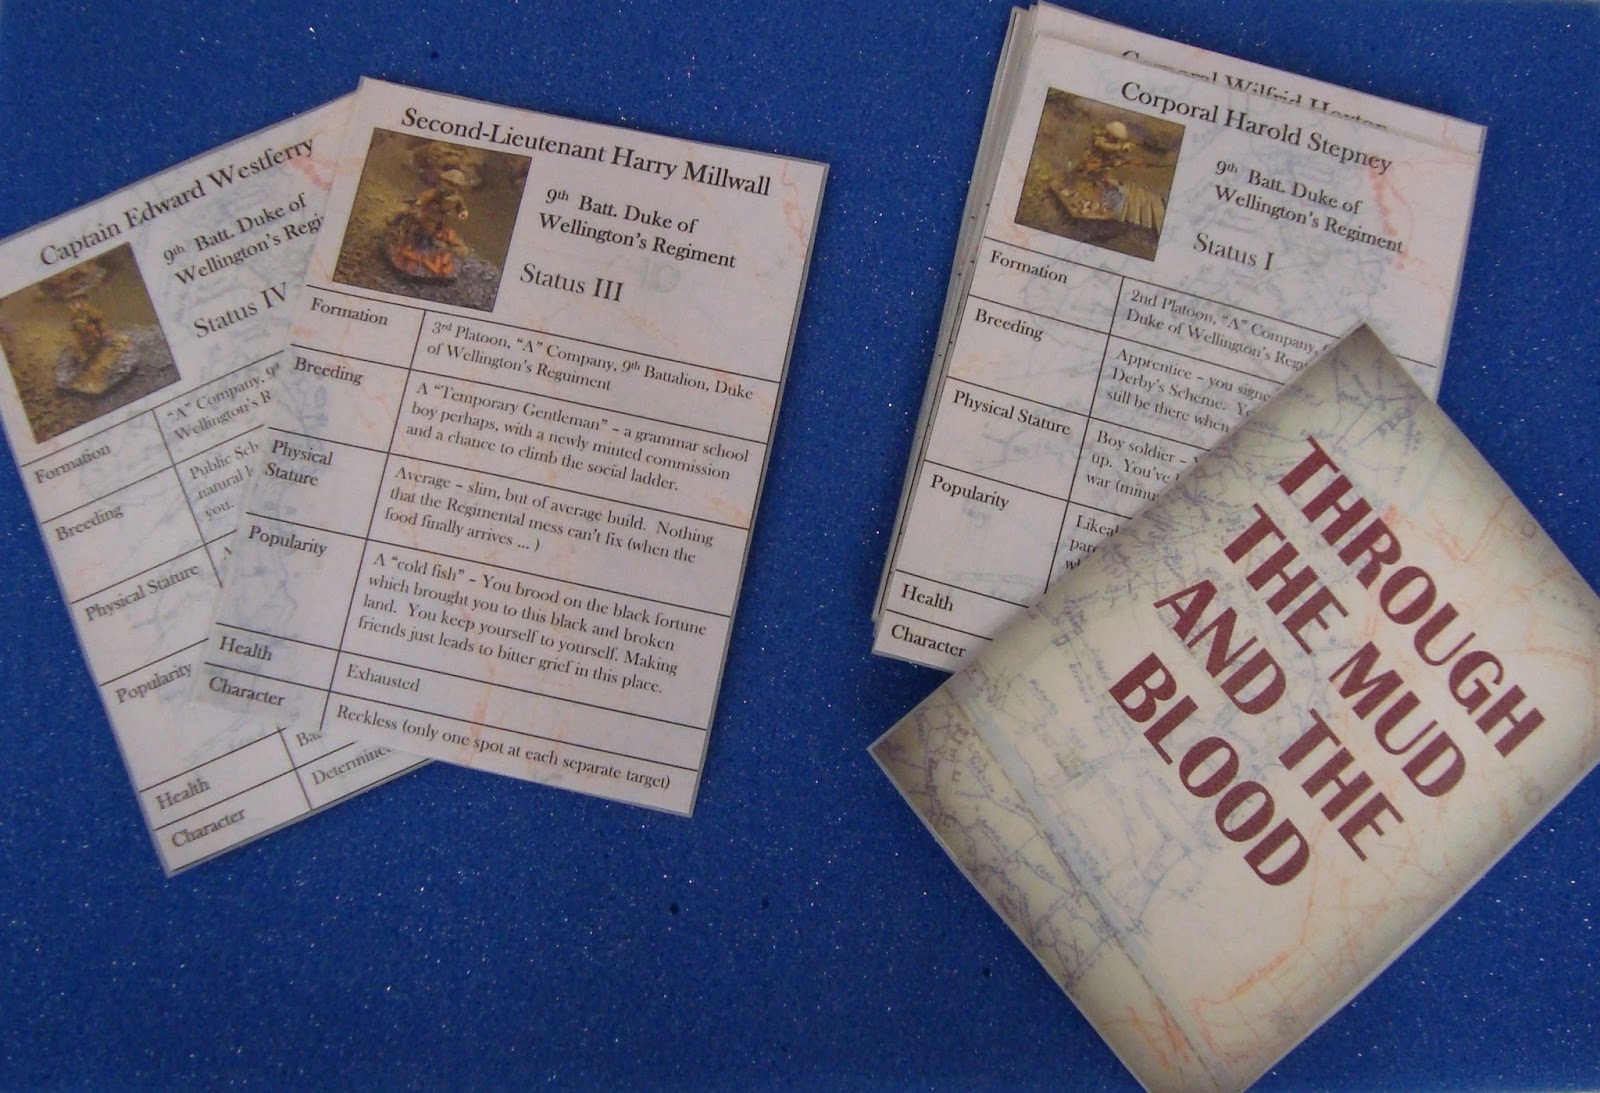 Captain Edward Westferry
9th Batt. Duke of
Wellington's Regi
Status IV
Formation
"A" Company, 9
Wellington's R
Breeding
Public Sch
natural l
you.
Physical Stature
A
Popularity
Health
Ba
Character
Determine
Second-Lieutenant Harry Millwall
9th Batt. Duke of
Wellington's Regiment
Status III
Formation
3rd Platoon, "A" Company, 9th Battalion, Duke
of Wellington's Reguiment
Breeding
A "Temporary Gentleman" – a grammar school
boy perhaps, with a newly minted commission
and a chance to climb the social ladder.
Physical
Stature
Average – slim, but of average build. Nothing
that the Regimental mess can't fix (when the
food finally arrives ... )
Popularity
A "cold fish" – You brood on the black fortune
which brought you to this black and broken
land. You keep yourself to yourself. Making
friends just leads to bitter grief in this place.
Health
Exhausted
Character
Reckless (only one spot at each separate target)
Corporal Wilfrid
Corporal Harold Stepney
9th Batt. Duke of
Wellington's Regiment
Status I
Formation
2nd Platoon, "A" Company,
Duke of Wellington's Regu
Breeding
Apprentice – you signe
Derby's Scheme. Y
still be there when
Physical Stature
Boy soldier –
up. You've
war (minu
Popularity
Likeal
par
Health
Character
THROUGH
THE MUD
AND THE
BLOOD